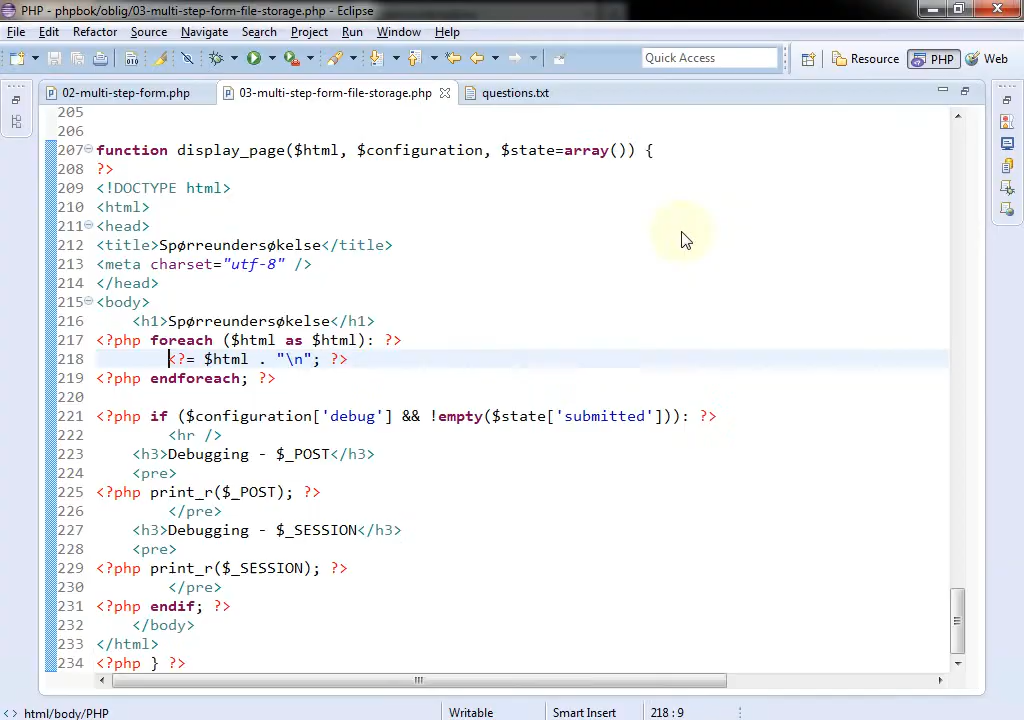 PHP - phpbok/oblig/03-multi-step-form-file-storage.php - Eclipse
File Edit Refactor Source Navigate Search Project Run Window Help
Quick Access Resource PHP Web
02-multi-step-form.php 03-multi-step-form-file-storage.php questions.txt
205
206
207 function display_page($html, $configuration, $state=array()) {
208 ?>
209 <!DOCTYPE html>
210 <html>
211 <head>
212 <title>Spørreundersøkelse</title>
213 <meta charset="utf-8" />
214 </head>
215 <body>
216 <h1>Spørreundersøkelse</h1>
217 <?php foreach ($html as $html): ?>
218 <?= $html . "\n"; ?>
219 <?php endforeach; ?>
220
221 <?php if ($configuration['debug'] && !empty($state['submitted'])): ?>
222 <hr />
223 <h3>Debugging - $_POST</h3>
224 <pre>
225 <?php print_r($_POST); ?>
226 </pre>
227 <h3>Debugging - $_SESSION</h3>
228 <pre>
229 <?php print_r($_SESSION); ?>
230 </pre>
231 <?php endif; ?>
232 </body>
233 </html>
234 <?php } ?>
html/body/PHP Writable Smart Insert 218 : 9